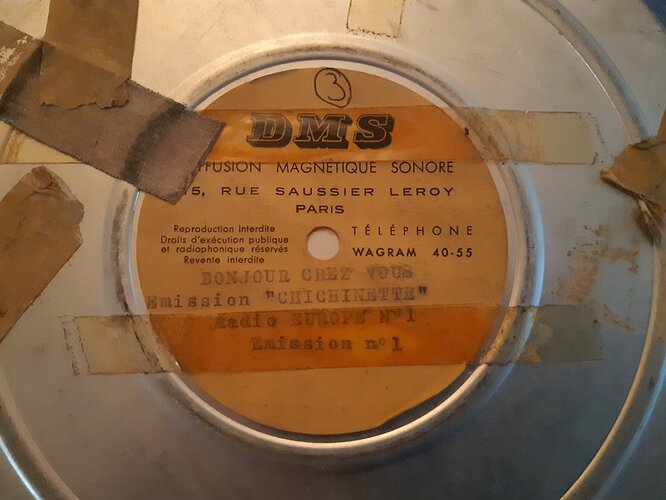 3
DMS
DIFFUSION MAGNÉTIQUE SONORE
15, RUE SAUSSIER LEROY
PARIS
Reproduction interdite
Droits d'exécution publique
et radiophonique réservés
Revente interdite
TÉLÉPHONE
WAGRAM 40-55
BONJOUR CHEZ VOUS
Emission "CHICHINETTE"
Radio EUROPE N°1
Emission n°1